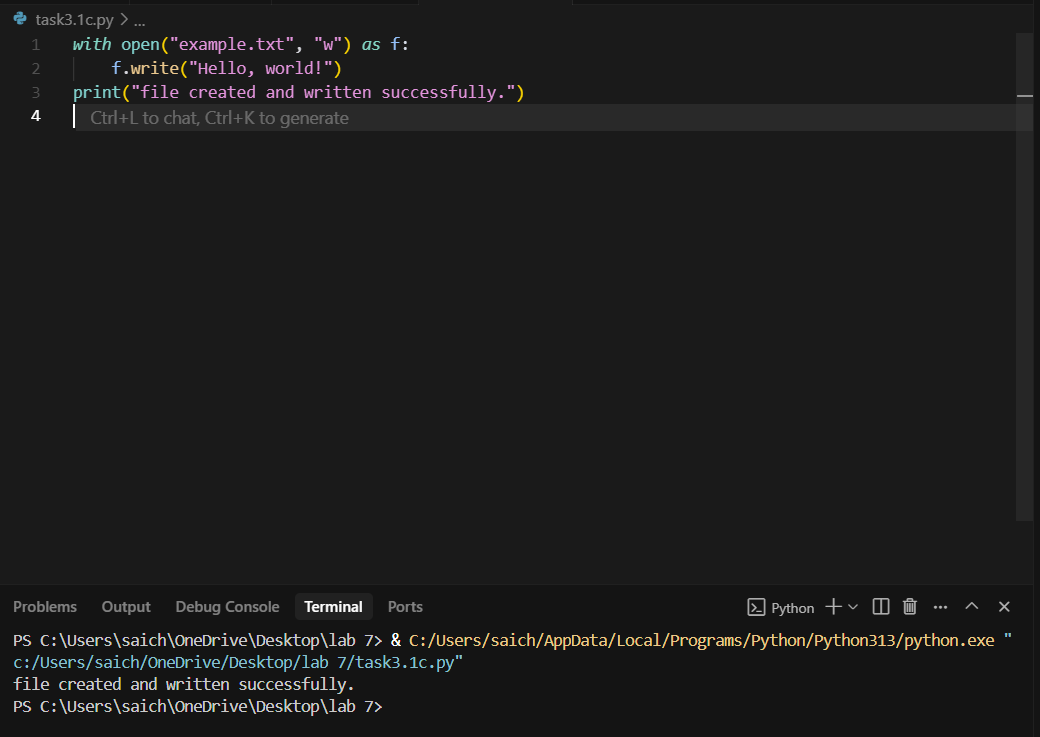 task3.1c.py > ...
1 with open("example.txt", "w") as f:
2     f.write("Hello, world!")
3 print("file created and written successfully.")
4 Ctrl+L to chat, Ctrl+K to generate
Problems Output Debug Console Terminal Ports Python
PS C:\Users\saich\OneDrive\Desktop\lab 7> & C:/Users/saich/AppData/Local/Programs/Python/Python313/python.exe "
c:/Users/saich/OneDrive/Desktop/lab 7/task3.1c.py"
file created and written successfully.
PS C:\Users\saich\OneDrive\Desktop\lab 7>